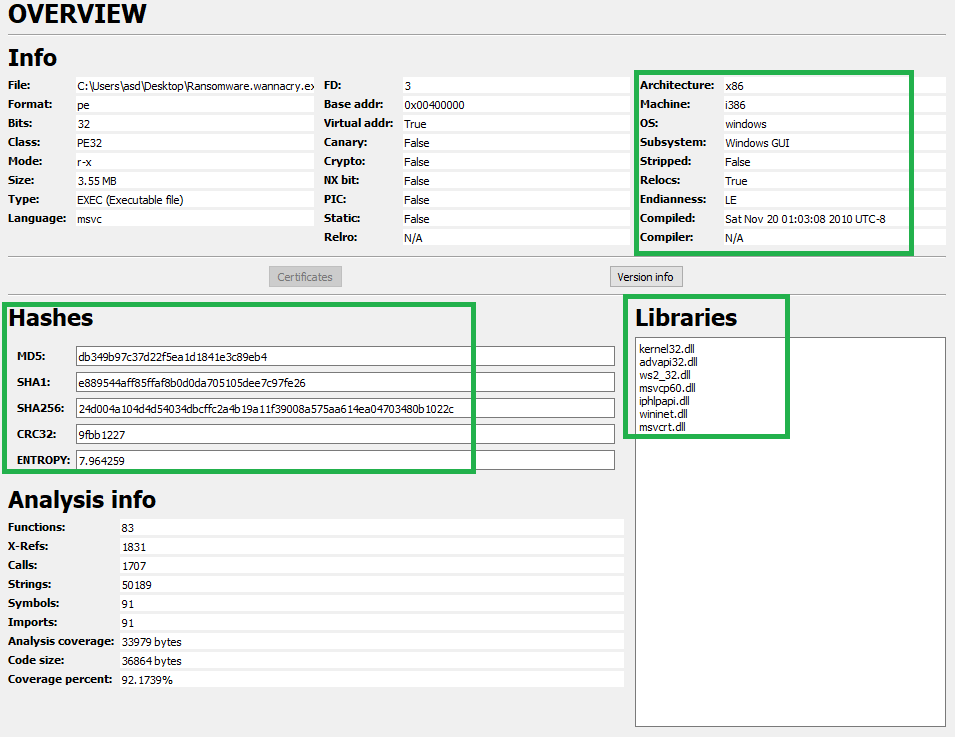 OVERVIEW
Info
File: C:\Users\asd\Desktop\Ransomware.wannacry.ex
Format: pe
Bits: 32
Class: PE32
Mode: r-x
Size: 3.55 MB
Type: EXEC (Executable file)
Language: msvc
FD: 3
Base addr: 0x00400000
Virtual addr: True
Canary: False
Crypto: False
NX bit: False
PIC: False
Static: False
Relro: N/A
Architecture: x86
Machine: i386
OS: windows
Subsystem: Windows GUI
Stripped: False
Relocs: True
Endianness: LE
Compiled: Sat Nov 20 01:03:08 2010 UTC-8
Compiler: N/A
Certificates
Version info
Hashes
MD5: db349b97c37d22f5ea1d1841e3c89eb4
SHA1: e889544aff85ffaf8b0d0da705105dee7c97fe26
SHA256: 24d004a104d4d54034dbcffc2a4b19a11f39008a575aa614ea04703480b1022c
CRC32: 9fbb1227
ENTROPY: 7.964259
Libraries
kernel32.dll
advapi32.dll
ws2_32.dll
msvcp60.dll
iphlpapi.dll
wininet.dll
msvcrt.dll
Analysis info
Functions: 83
X-Refs: 1831
Calls: 1707
Strings: 50189
Symbols: 91
Imports: 91
Analysis coverage: 33979 bytes
Code size: 36864 bytes
Coverage percent: 92.1739%